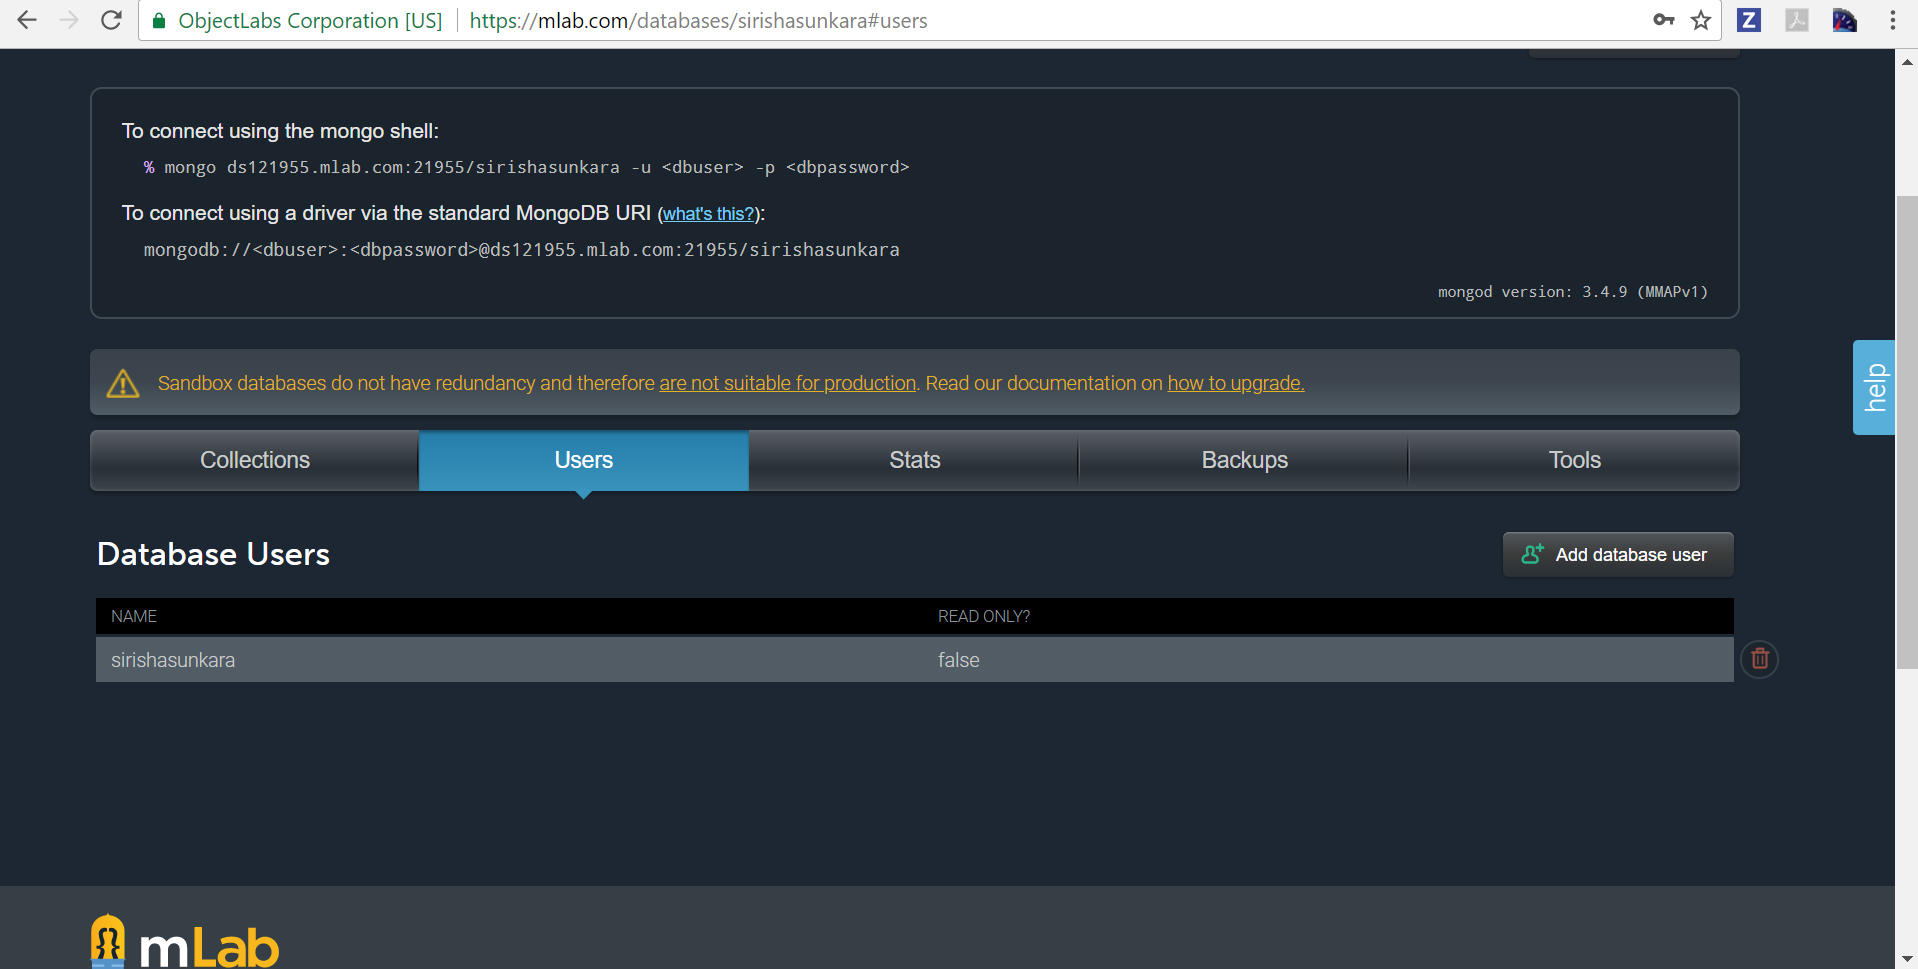 ObjectLabs Corporation [US] https://mlab.com/databases/sirishasunkara#users
Z
To connect using the mongo shell:
% mongo ds121955.mlab.com:21955/sirishasunkara -u <dbuser> -p <dbpassword>
To connect using a driver via the standard MongoDB URI (what's this?):
mongodb://<dbuser>:<dbpassword>@ds121955.mlab.com:21955/sirishasunkara
mongod version: 3.4.9 (MMAPv1)
Sandbox databases do not have redundancy and therefore are not suitable for production. Read our documentation on how to upgrade.
help
Collections Users Stats Backups Tools
Database Users
Add database user
NAME READ ONLY?
sirishasunkara false
mLab